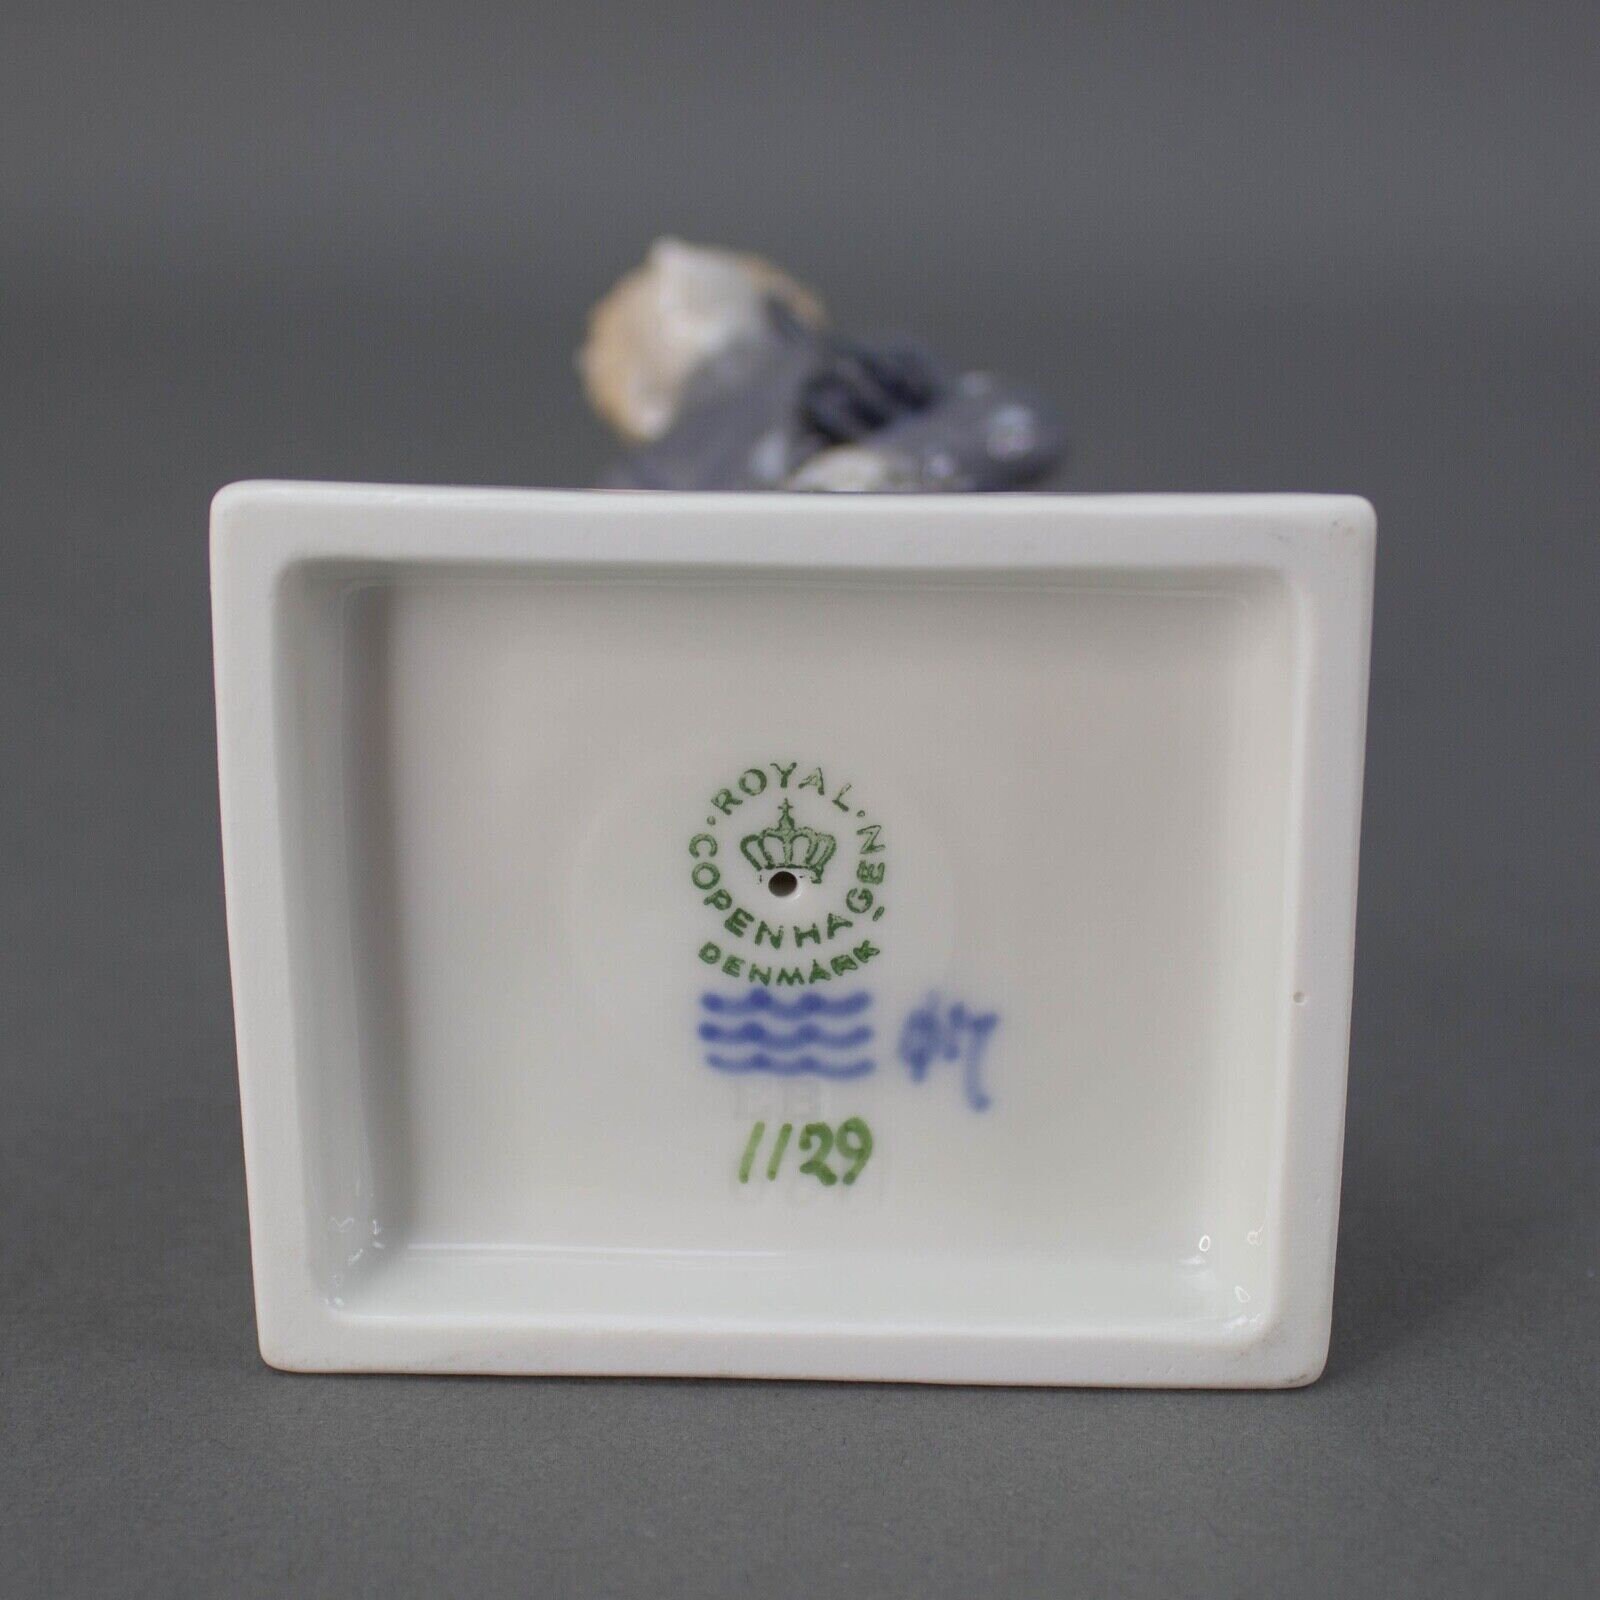 ROYAL
COPENHAGEN
DENMARK
1129